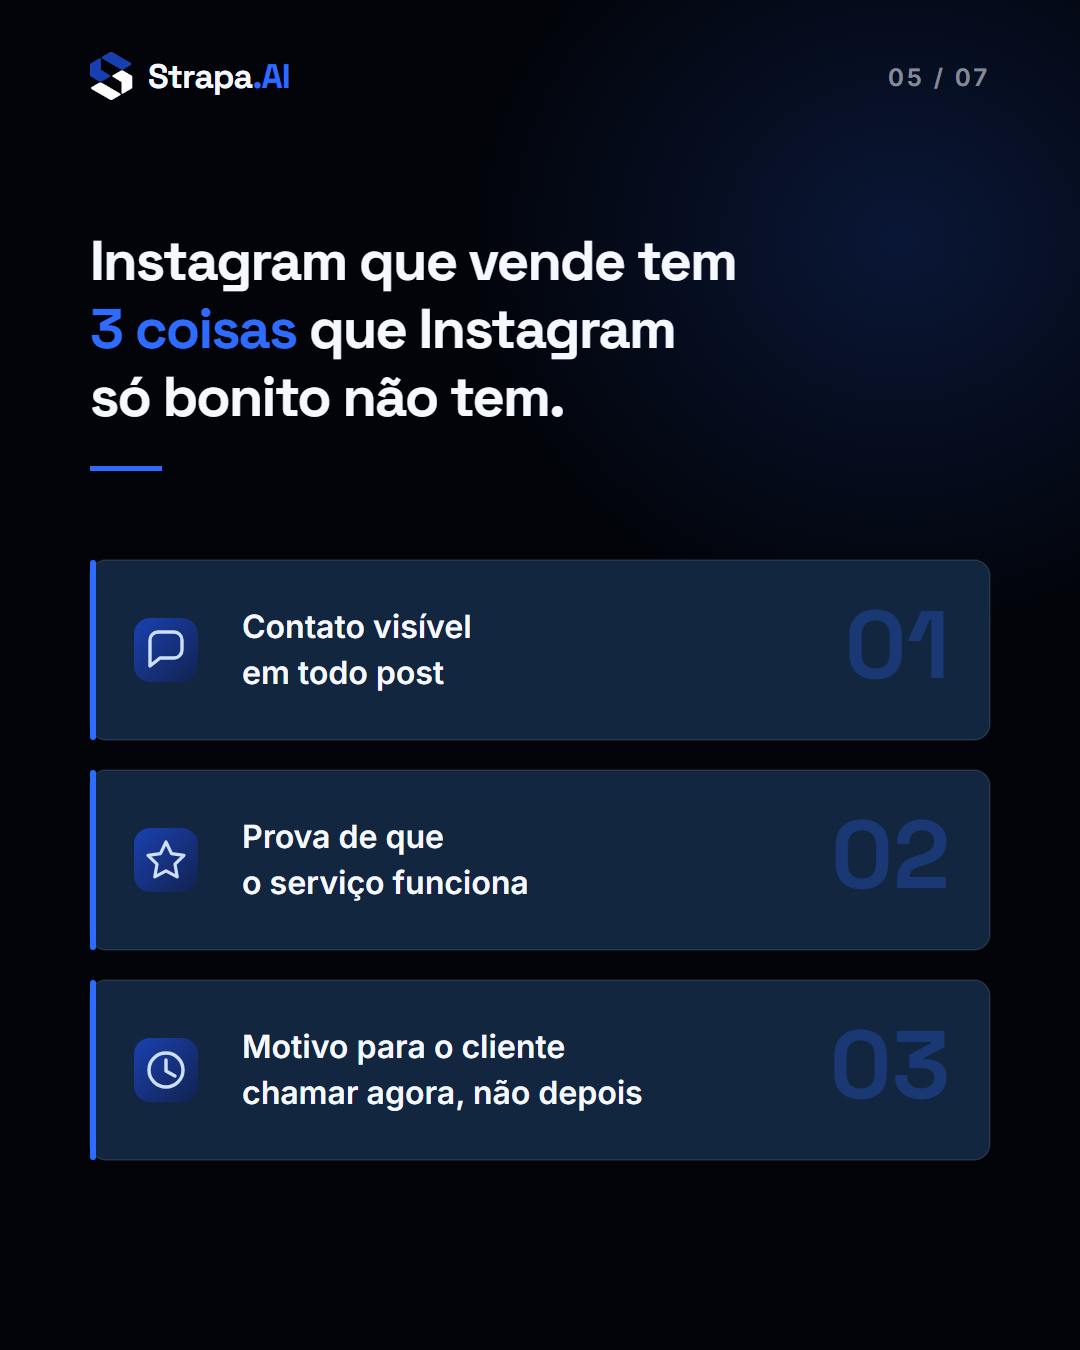 Strapa.AI
05 / 07
Instagram que vende tem
3 coisas que Instagram
só bonito não tem.
Contato visível
em todo post
01
Prova de que
o serviço funciona
02
Motivo para o cliente
chamar agora, não depois
03